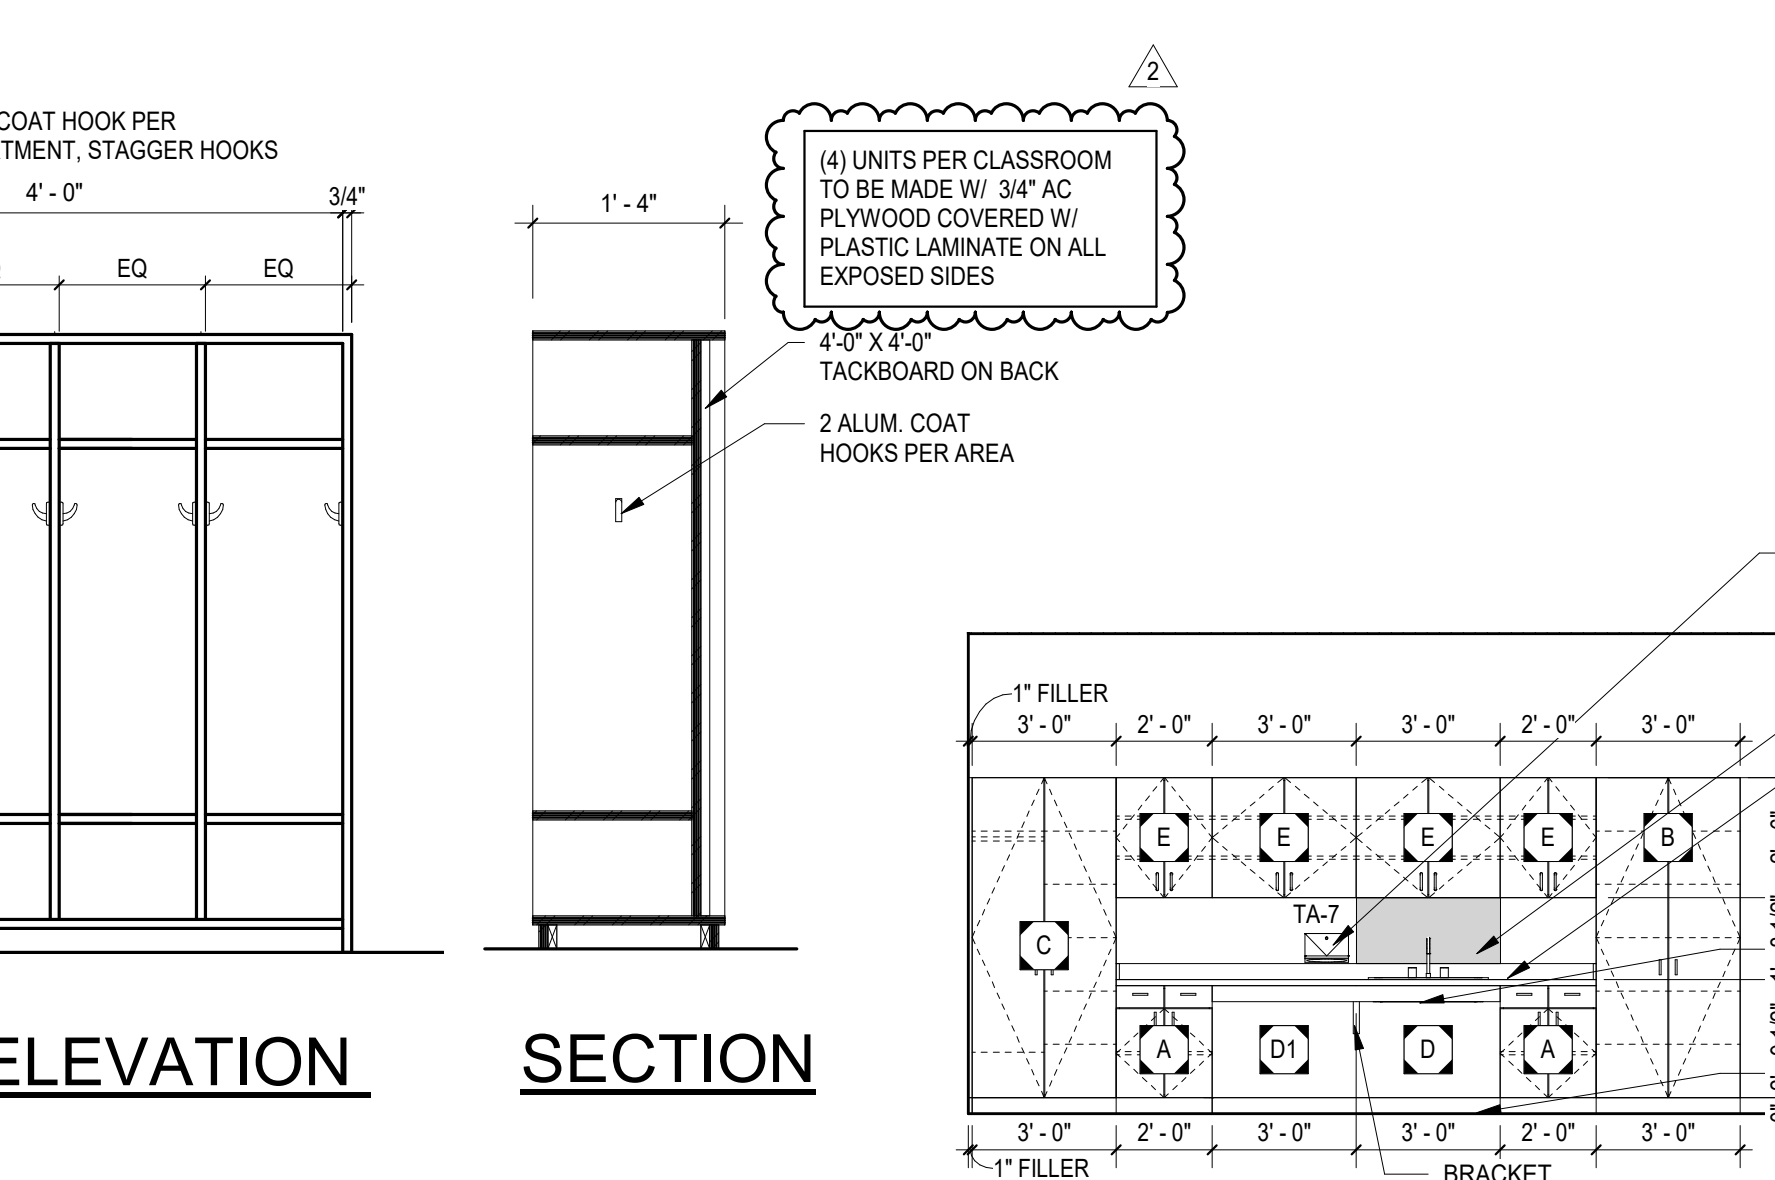 2
COAT HOOK PER
TMENT, STAGGER HOOKS
4' - 0"
3/4"
EQ
EQ
1' - 4"
(4) UNITS PER CLASSROOM
TO BE MADE W/ 3/4" AC
PLYWOOD COVERED W/
PLASTIC LAMINATE ON ALL
EXPOSED SIDES
4'-0" X 4'-0"
TACKBOARD ON BACK
2 ALUM. COAT
HOOKS PER AREA
ELEVATION
SECTION
1" FILLER
3' - 0" 2' - 0" 3' - 0" 3' - 0" 2' - 0" 3' - 0"
E E E E B
TA-7
C
A D1 D A
3' - 0" 2' - 0" 3' - 0" 3' - 0" 2' - 0" 3' - 0"
1" FILLER
BRACKET